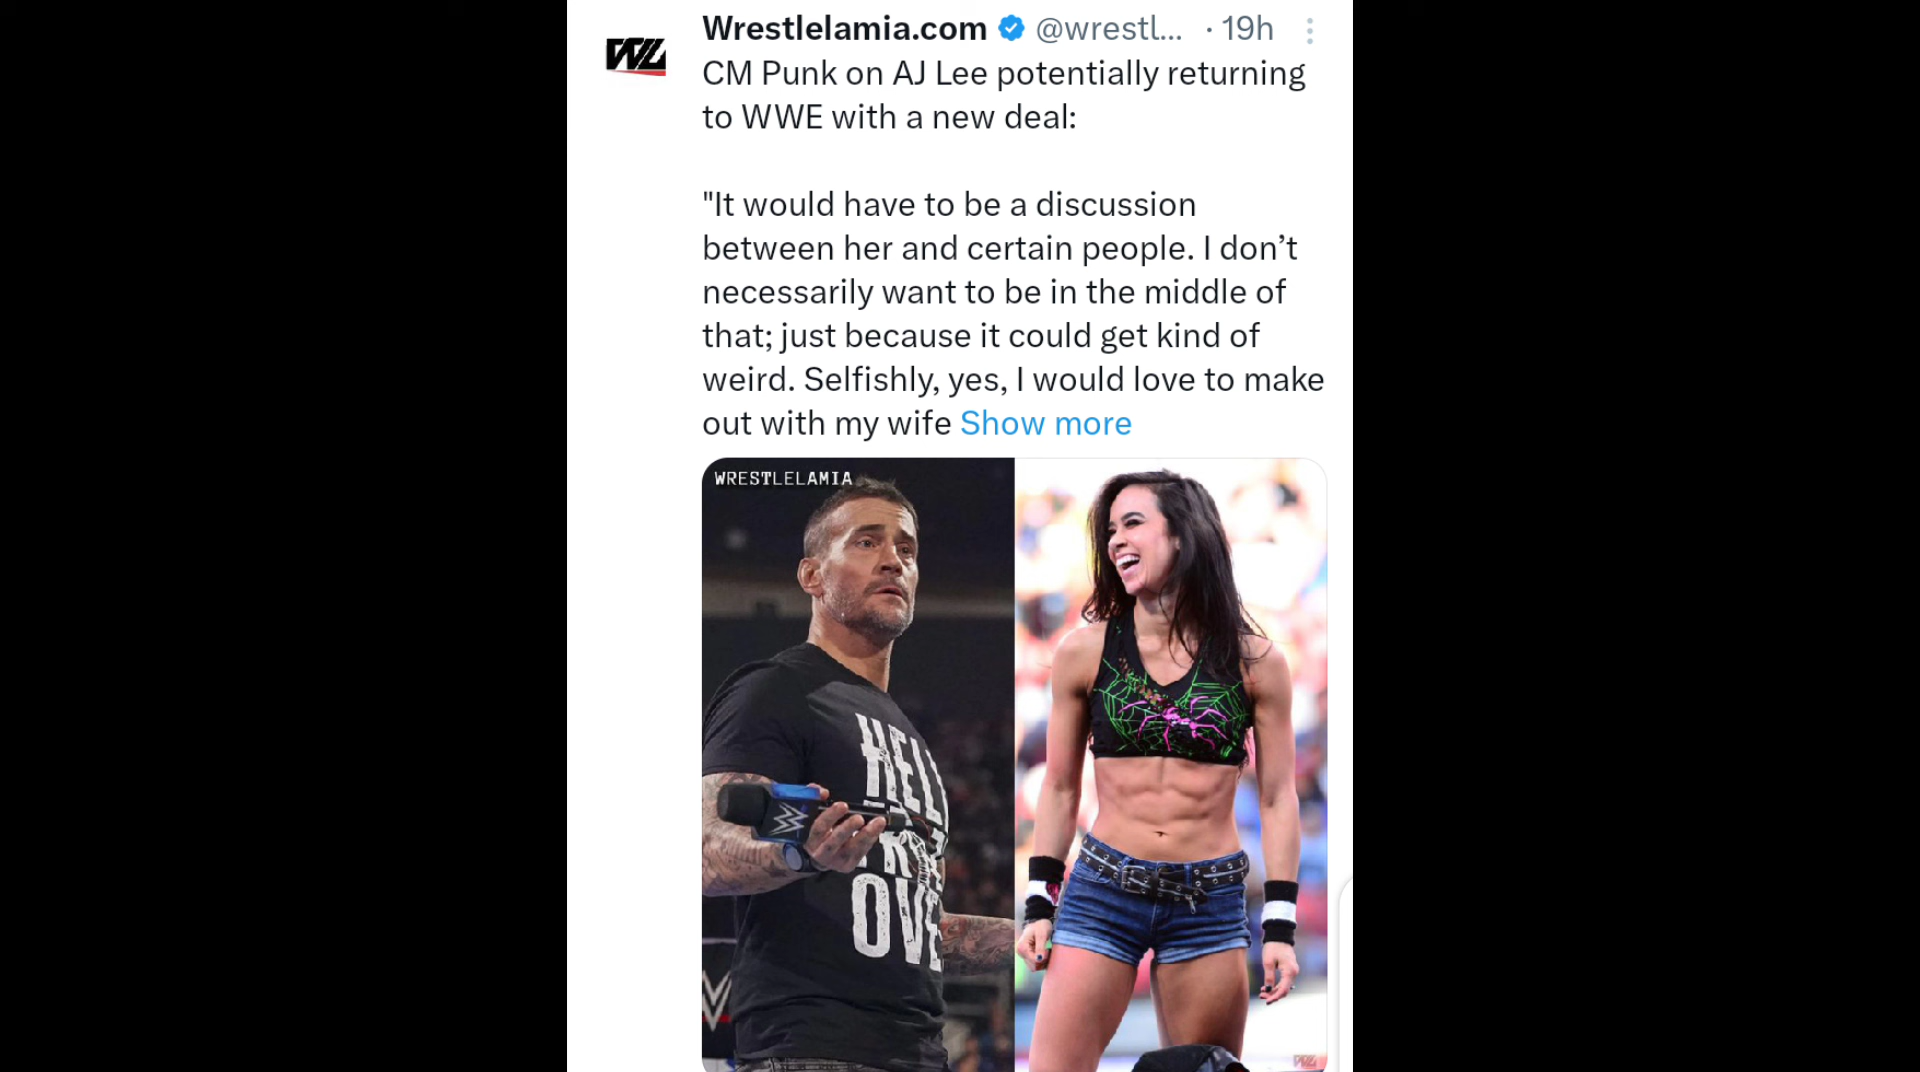 Wrestlelamia.com @wrestl... · 19h
CM Punk on AJ Lee potentially returning
to WWE with a new deal:
"It would have to be a discussion
between her and certain people. I don’t
necessarily want to be in the middle of
that; just because it could get kind of
weird. Selfishly, yes, I would love to make
out with my wife Show more
WRESTLELAMIA
HELL
OVE